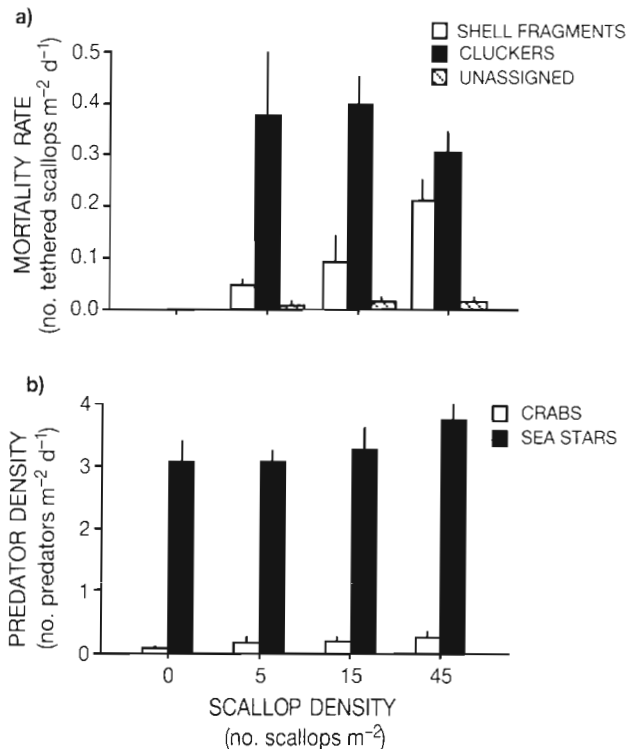 a)
SHELL FRAGMENTS
CLUCKERS
UNASSIGNED
MORTALITY RATE
(no. tethered scallops m⁻² d⁻¹)
0.5
0.4
0.3
0.2
0.1
0.0
b)
CRABS
SEA STARS
PREDATOR DENSITY
(no. predators m⁻² d⁻¹)
4
3
2
1
0
0 5 15 45
SCALLOP DENSITY
(no. scallops m⁻²)